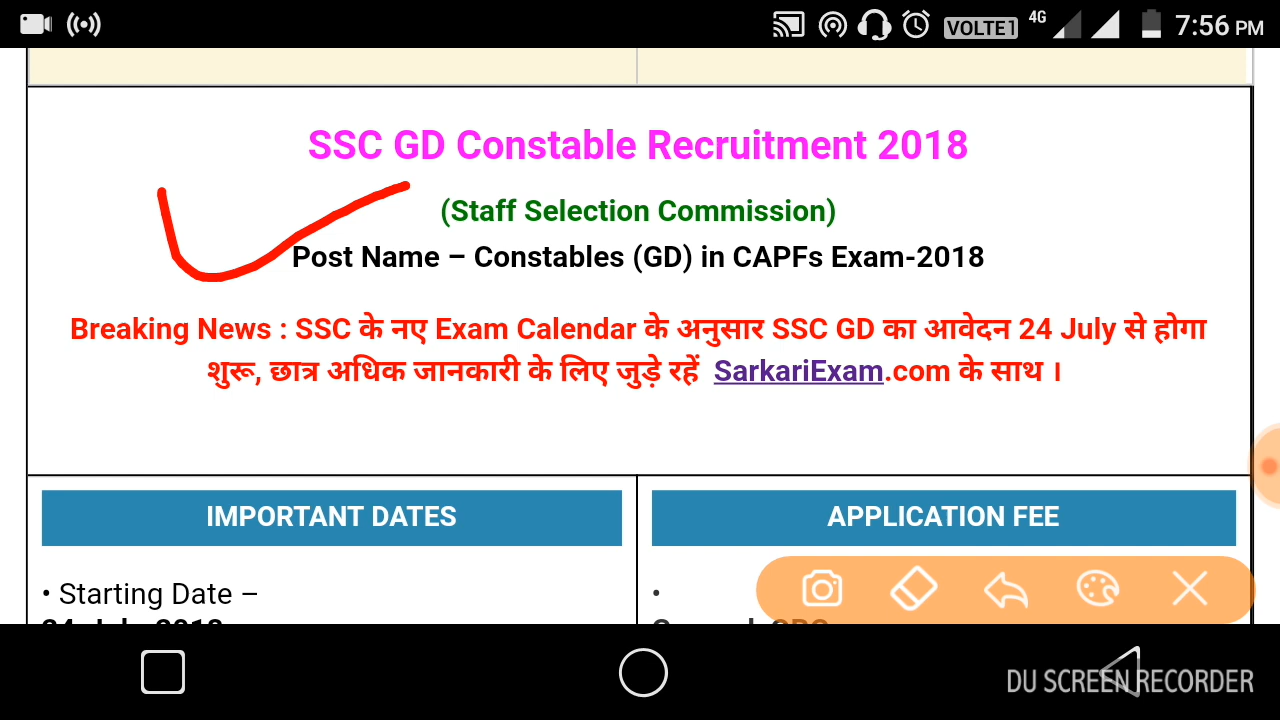 VOLTE1 4G 7:56 PM
SSC GD Constable Recruitment 2018
(Staff Selection Commission)
Post Name – Constables (GD) in CAPFs Exam-2018
Breaking News : SSC के नए Exam Calendar के अनुसार SSC GD का आवेदन 24 July से होगा
शुरू, छात्र अधिक जानकारी के लिए जुड़े रहें SarkariExam.com के साथ ।
IMPORTANT DATES
APPLICATION FEE
• Starting Date –
•
DU SCREEN RECORDER